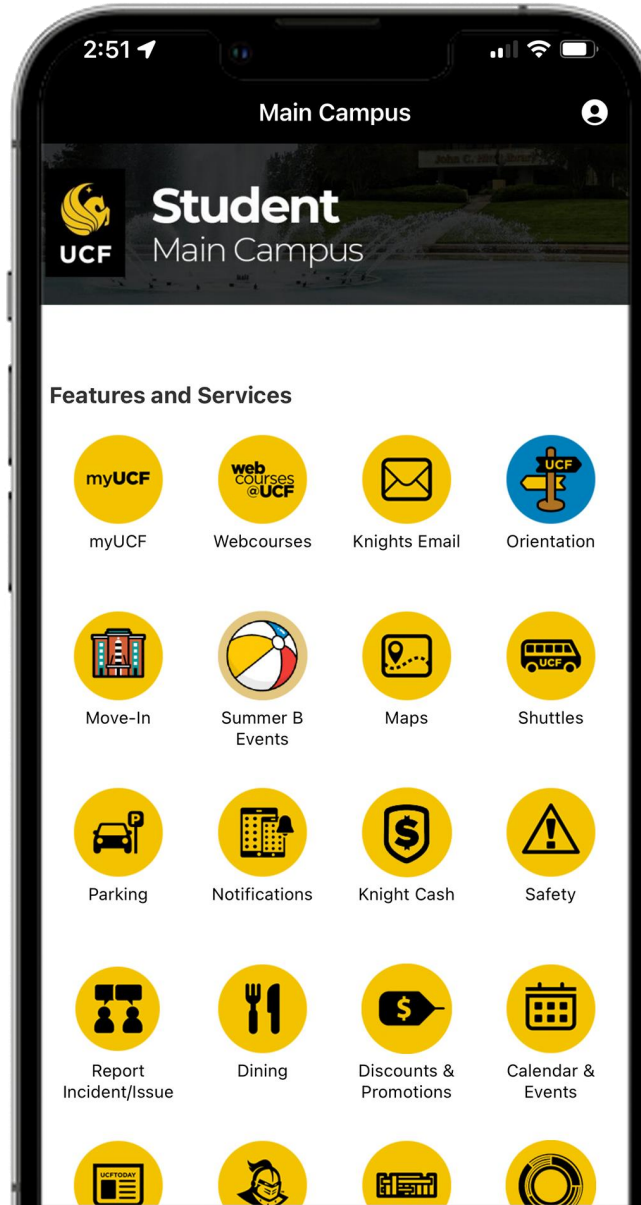 2:51
Main Campus
UCF
Student
Main Campus
Features and Services
myUCF
web
courses
@UCF
UCF
myUCF
Webcourses
Knights Email
Orientation
UCF
Move-In
Summer B
Events
Maps
Shuttles
P
$
!
Parking
Notifications
Knight Cash
Safety
$
Report
Incident/Issue
Dining
Discounts &
Promotions
Calendar &
Events
UCFTODAY